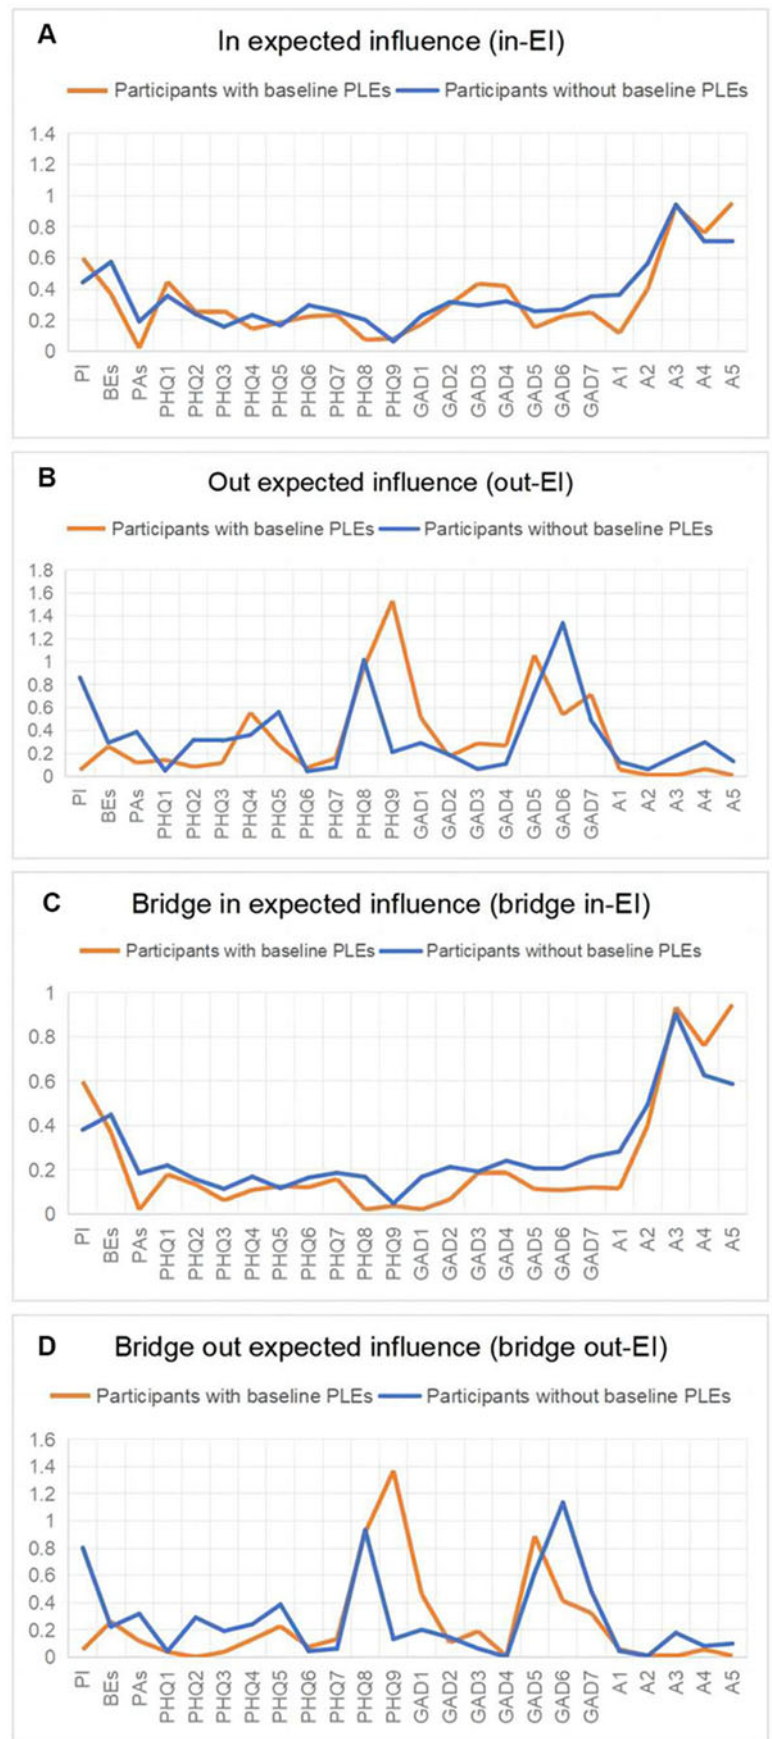 A
In expected influence (in-EI)
Participants with baseline PLEs Participants without baseline PLEs
1.4
1.2
1
0.8
0.6
0.4
0.2
0
PI BEs PAs PHQ1 PHQ2 PHQ3 PHQ4 PHQ5 PHQ6 PHQ7 PHQ8 PHQ9 GAD1 GAD2 GAD3 GAD4 GAD5 GAD6 GAD7 A1 A2 A3 A4 A5
B
Out expected influence (out-EI)
Participants with baseline PLEs Participants without baseline PLEs
1.8
1.6
1.4
1.2
1
0.8
0.6
0.4
0.2
0
PI BEs PAs PHQ1 PHQ2 PHQ3 PHQ4 PHQ5 PHQ6 PHQ7 PHQ8 PHQ9 GAD1 GAD2 GAD3 GAD4 GAD5 GAD6 GAD7 A1 A2 A3 A4 A5
C
Bridge in expected influence (bridge in-EI)
Participants with baseline PLEs Participants without baseline PLEs
1
0.8
0.6
0.4
0.2
0
PI BEs PAs PHQ1 PHQ2 PHQ3 PHQ4 PHQ5 PHQ6 PHQ7 PHQ8 PHQ9 GAD1 GAD2 GAD3 GAD4 GAD5 GAD6 GAD7 A1 A2 A3 A4 A5
D
Bridge out expected influence (bridge out-EI)
Participants with baseline PLEs Participants without baseline PLEs
1.6
1.4
1.2
1
0.8
0.6
0.4
0.2
0
PI BEs PAs PHQ1 PHQ2 PHQ3 PHQ4 PHQ5 PHQ6 PHQ7 PHQ8 PHQ9 GAD1 GAD2 GAD3 GAD4 GAD5 GAD6 GAD7 A1 A2 A3 A4 A5